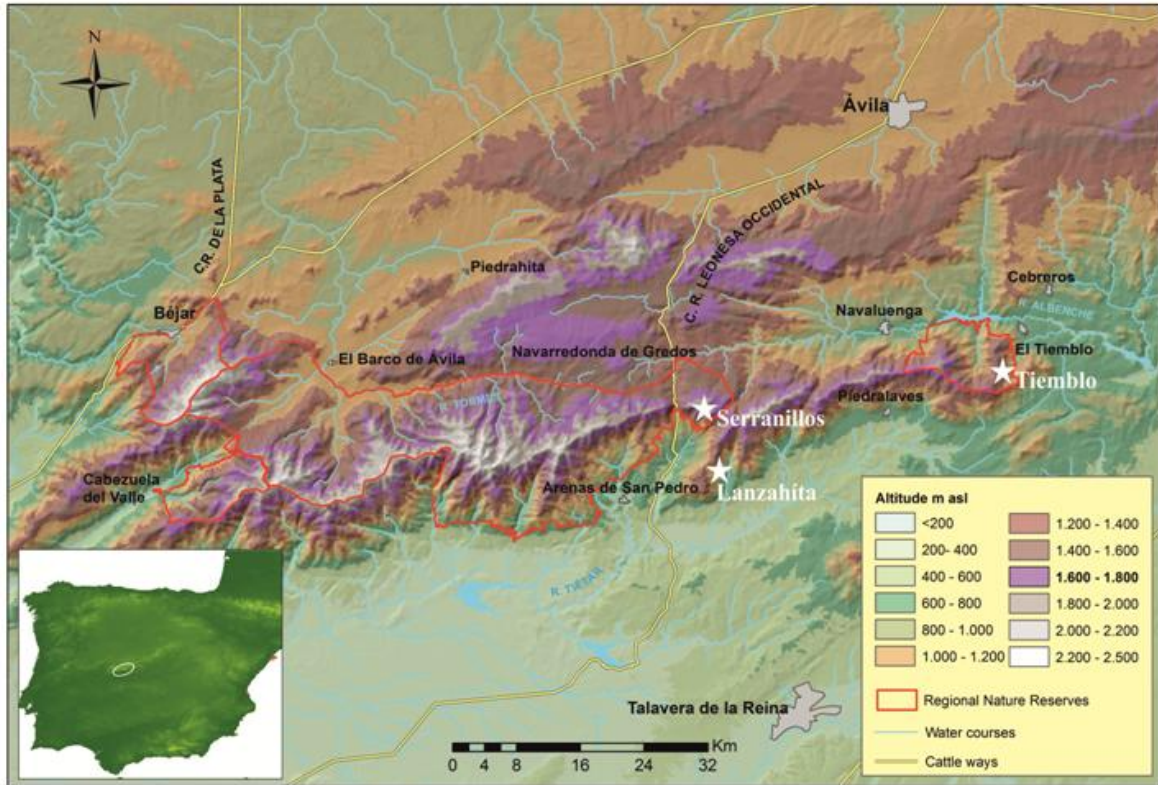 N
Ávila
C.R. DE LA PLATA
C. R. LEONESA OCCIDENTAL
Piedrahita
Cebreros
Béjar
Navaluenga
R. ALBENCHE
El Barco de Ávila
Navarredonda de Gredos
El Tiemblo
Tiemblo
R. TORMES
Piedralaves
Serranillos
Cabezuela
del Valle
Arenas de San Pedro
Lanzahíta
R. TIETAR
Talavera de la Reina
Km
0 4 8 16 24 32
Altitude m asl
<200
200- 400
400 - 600
600 - 800
800 - 1.000
1.000 - 1.200
1.200 - 1.400
1.400 - 1.600
1.600 - 1.800
1.800 - 2.000
2.000 - 2.200
2.200 - 2.500
Regional Nature Reserves
Water courses
Cattle ways